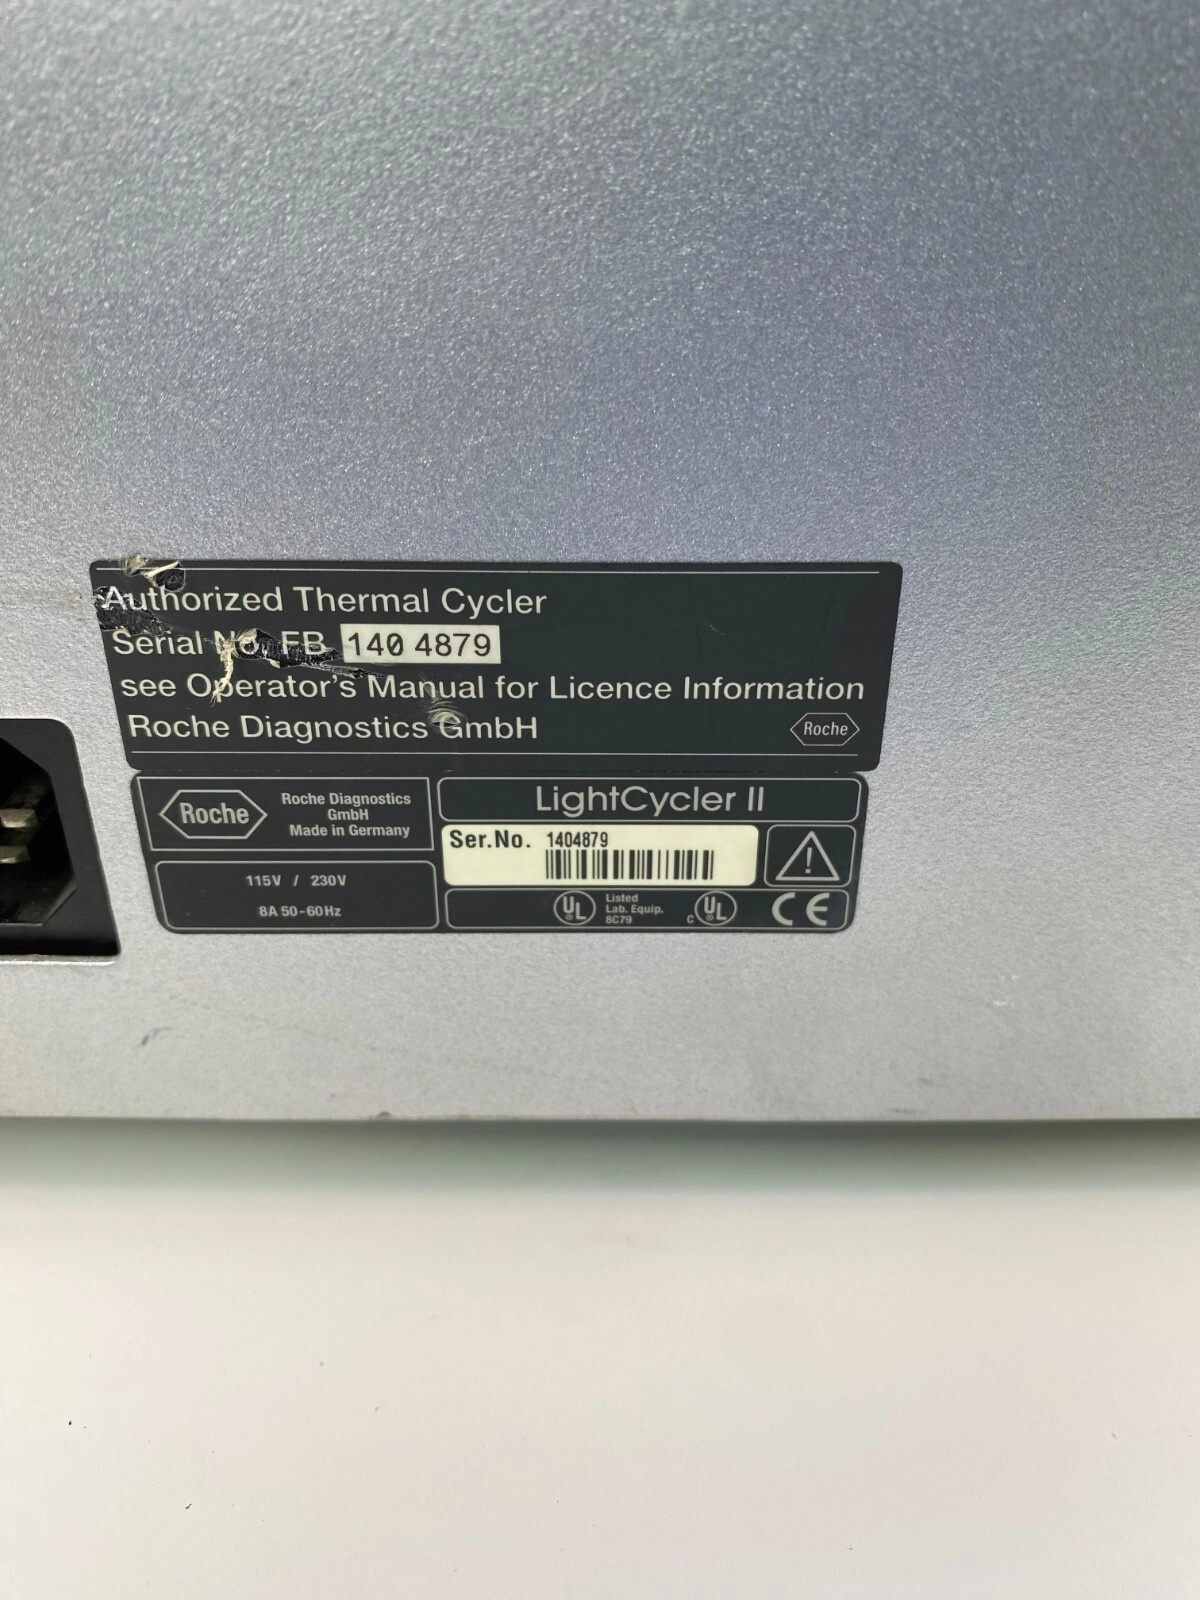 Authorized Thermal Cycler
Serial No. FB 140 4879
see Operator's Manual for Licence Information
Roche Diagnostics GmbH
Roche
Roche
Roche Diagnostics
GmbH
Made in Germany
115V / 230V
8A 50-60Hz
LightCycler II
Ser.No. 1404879
UL
Listed
Lab. Equip.
8C79
C UL
CE